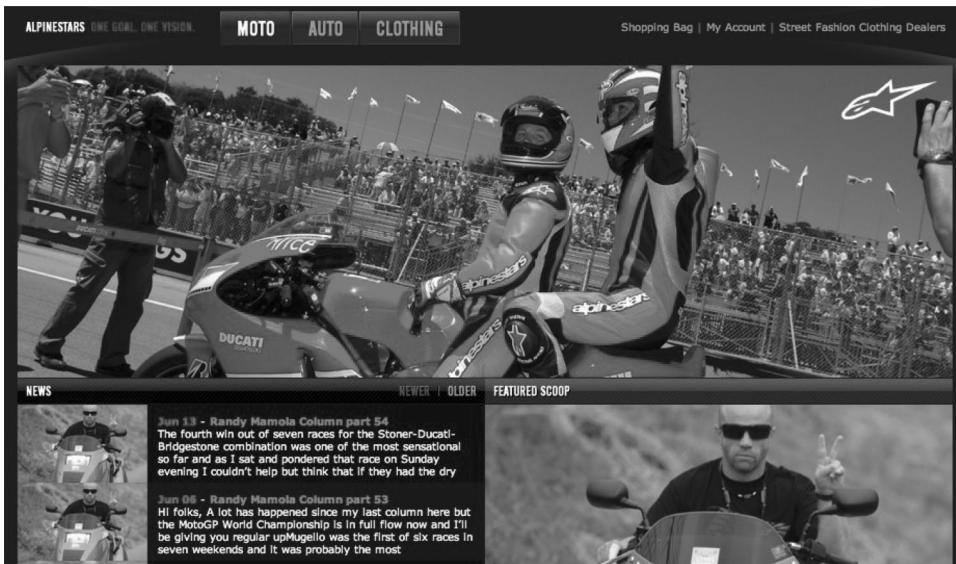 ALPINESTARS ONE GOAL. ONE VISION.
MOTO AUTO CLOTHING
Shopping Bag | My Account | Street Fashion Clothing Dealers
alpinestars
alpinestars
DUCATI
alpinestars
NEWS
NEWER | OLDER
FEATURED SCOOP
Jun 13 - Randy Mamola Column part 54
The fourth win out of seven races for the Stoner-Ducati-
Bridgestone combination was one of the most sensational
so far and as I sat and pondered that race on Sunday
evening I couldn't help but think that if they had the dry
Jun 06 - Randy Mamola Column part 53
Hi folks, A lot has happened since my last column here but
the MotoGP World Championship is in full flow now and I'll
be giving you regular upMugello was the first of six races in
seven weekends and it was probably the most